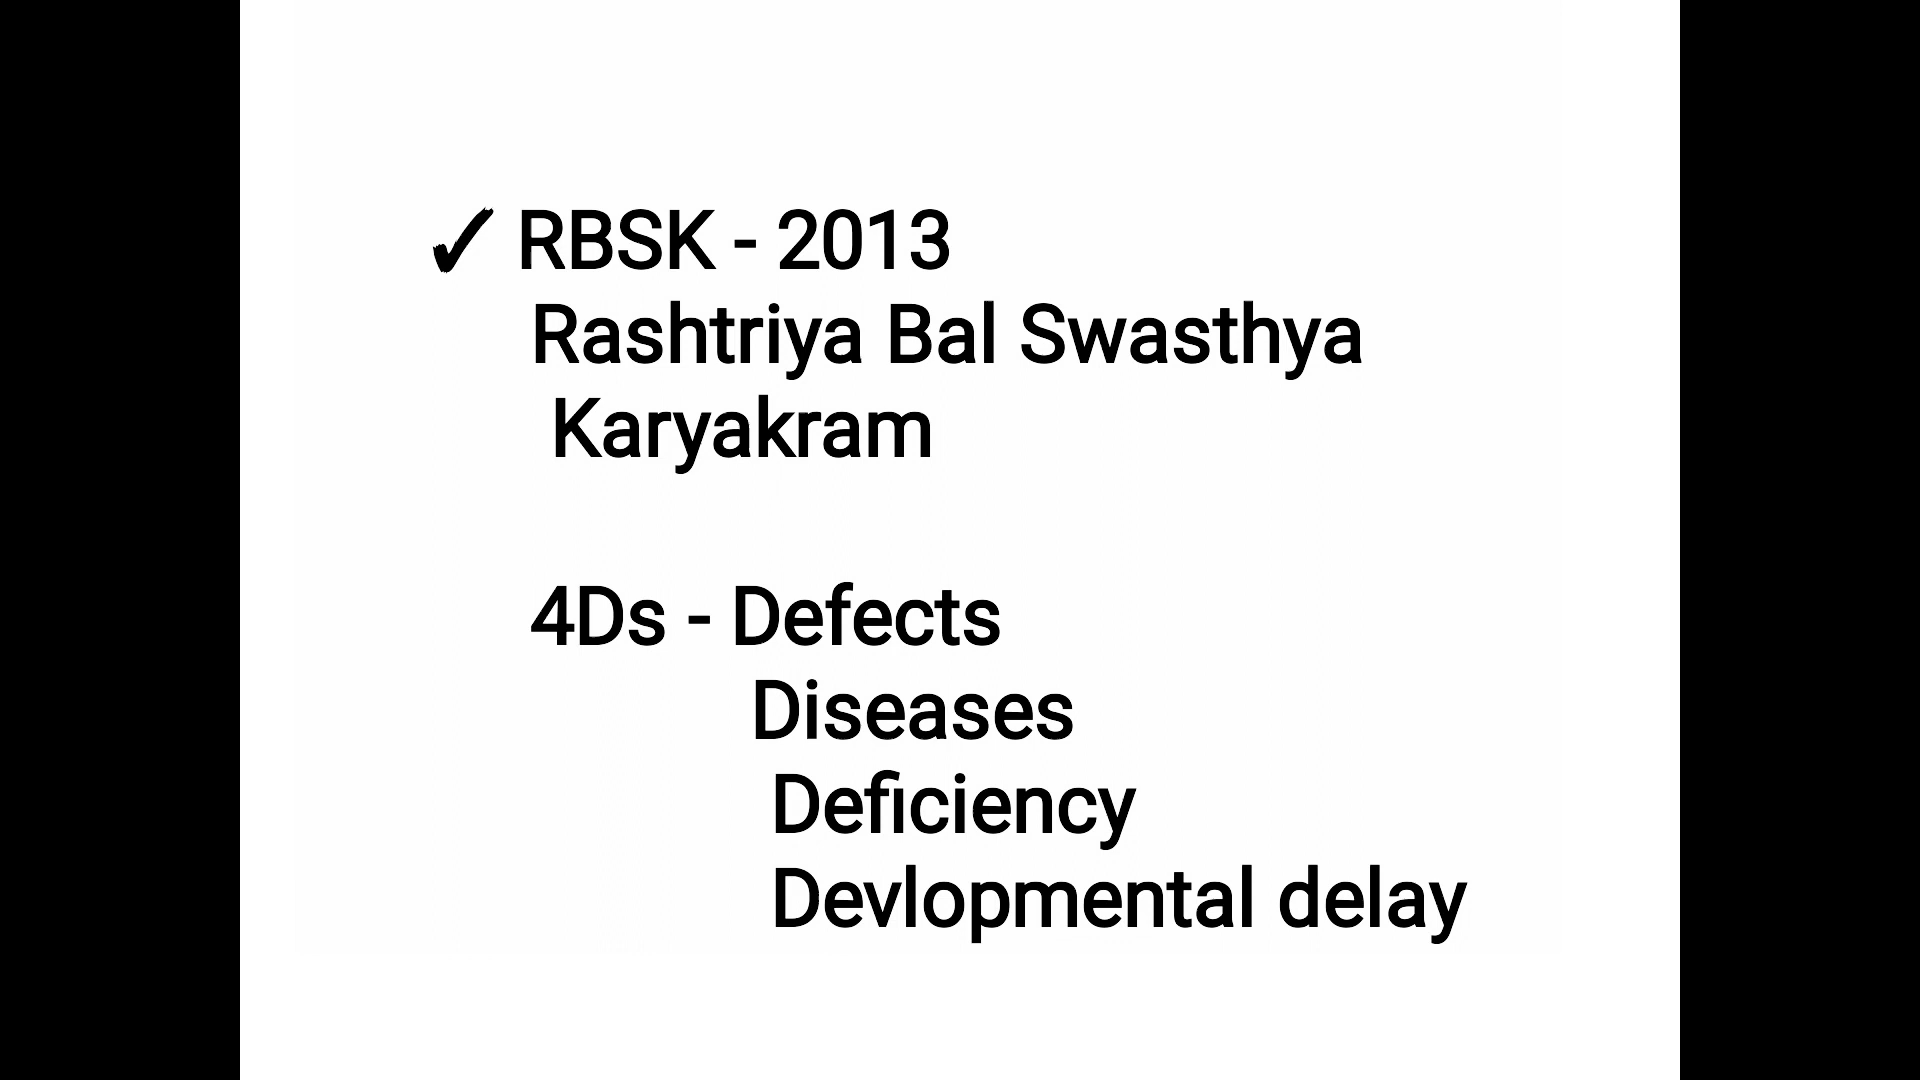 ✓ RBSK - 2013
Rashtriya Bal Swasthya
Karyakram
4Ds - Defects
Diseases
Deficiency
Devlopmental delay